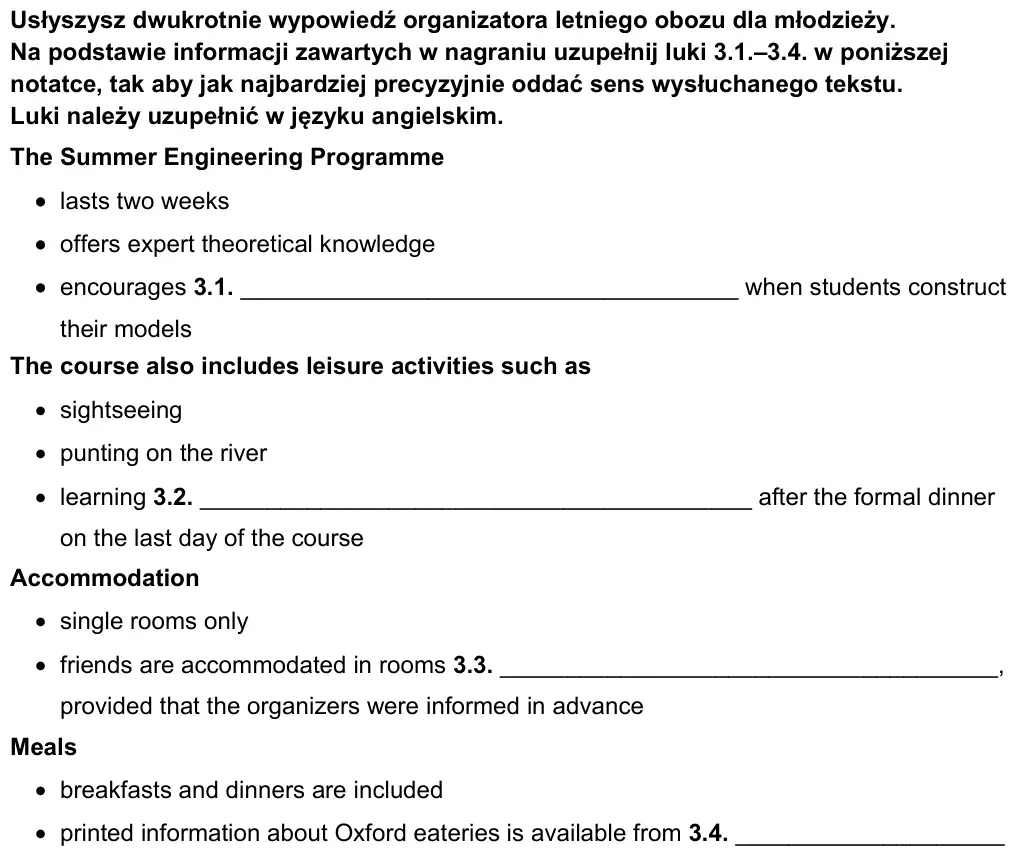 Usłyszysz dwukrotnie wypowiedź organizatora letniego obozu dla młodzieży.
Na podstawie informacji zawartych w nagraniu uzupełnij luki 3.1.–3.4. w poniższej
notatce, tak aby jak najbardziej precyzyjnie oddać sens wysłuchanego tekstu.
Luki należy uzupełnić w języku angielskim.
The Summer Engineering Programme
• lasts two weeks
• offers expert theoretical knowledge
• encourages 3.1. ____________________ when students construct
their models
The course also includes leisure activities such as
• sightseeing
• punting on the river
• learning 3.2. ____________________ after the formal dinner
on the last day of the course
Accommodation
• single rooms only
• friends are accommodated in rooms 3.3. ____________________,
provided that the organizers were informed in advance
Meals
• breakfasts and dinners are included
• printed information about Oxford eateries is available from 3.4. ____________________